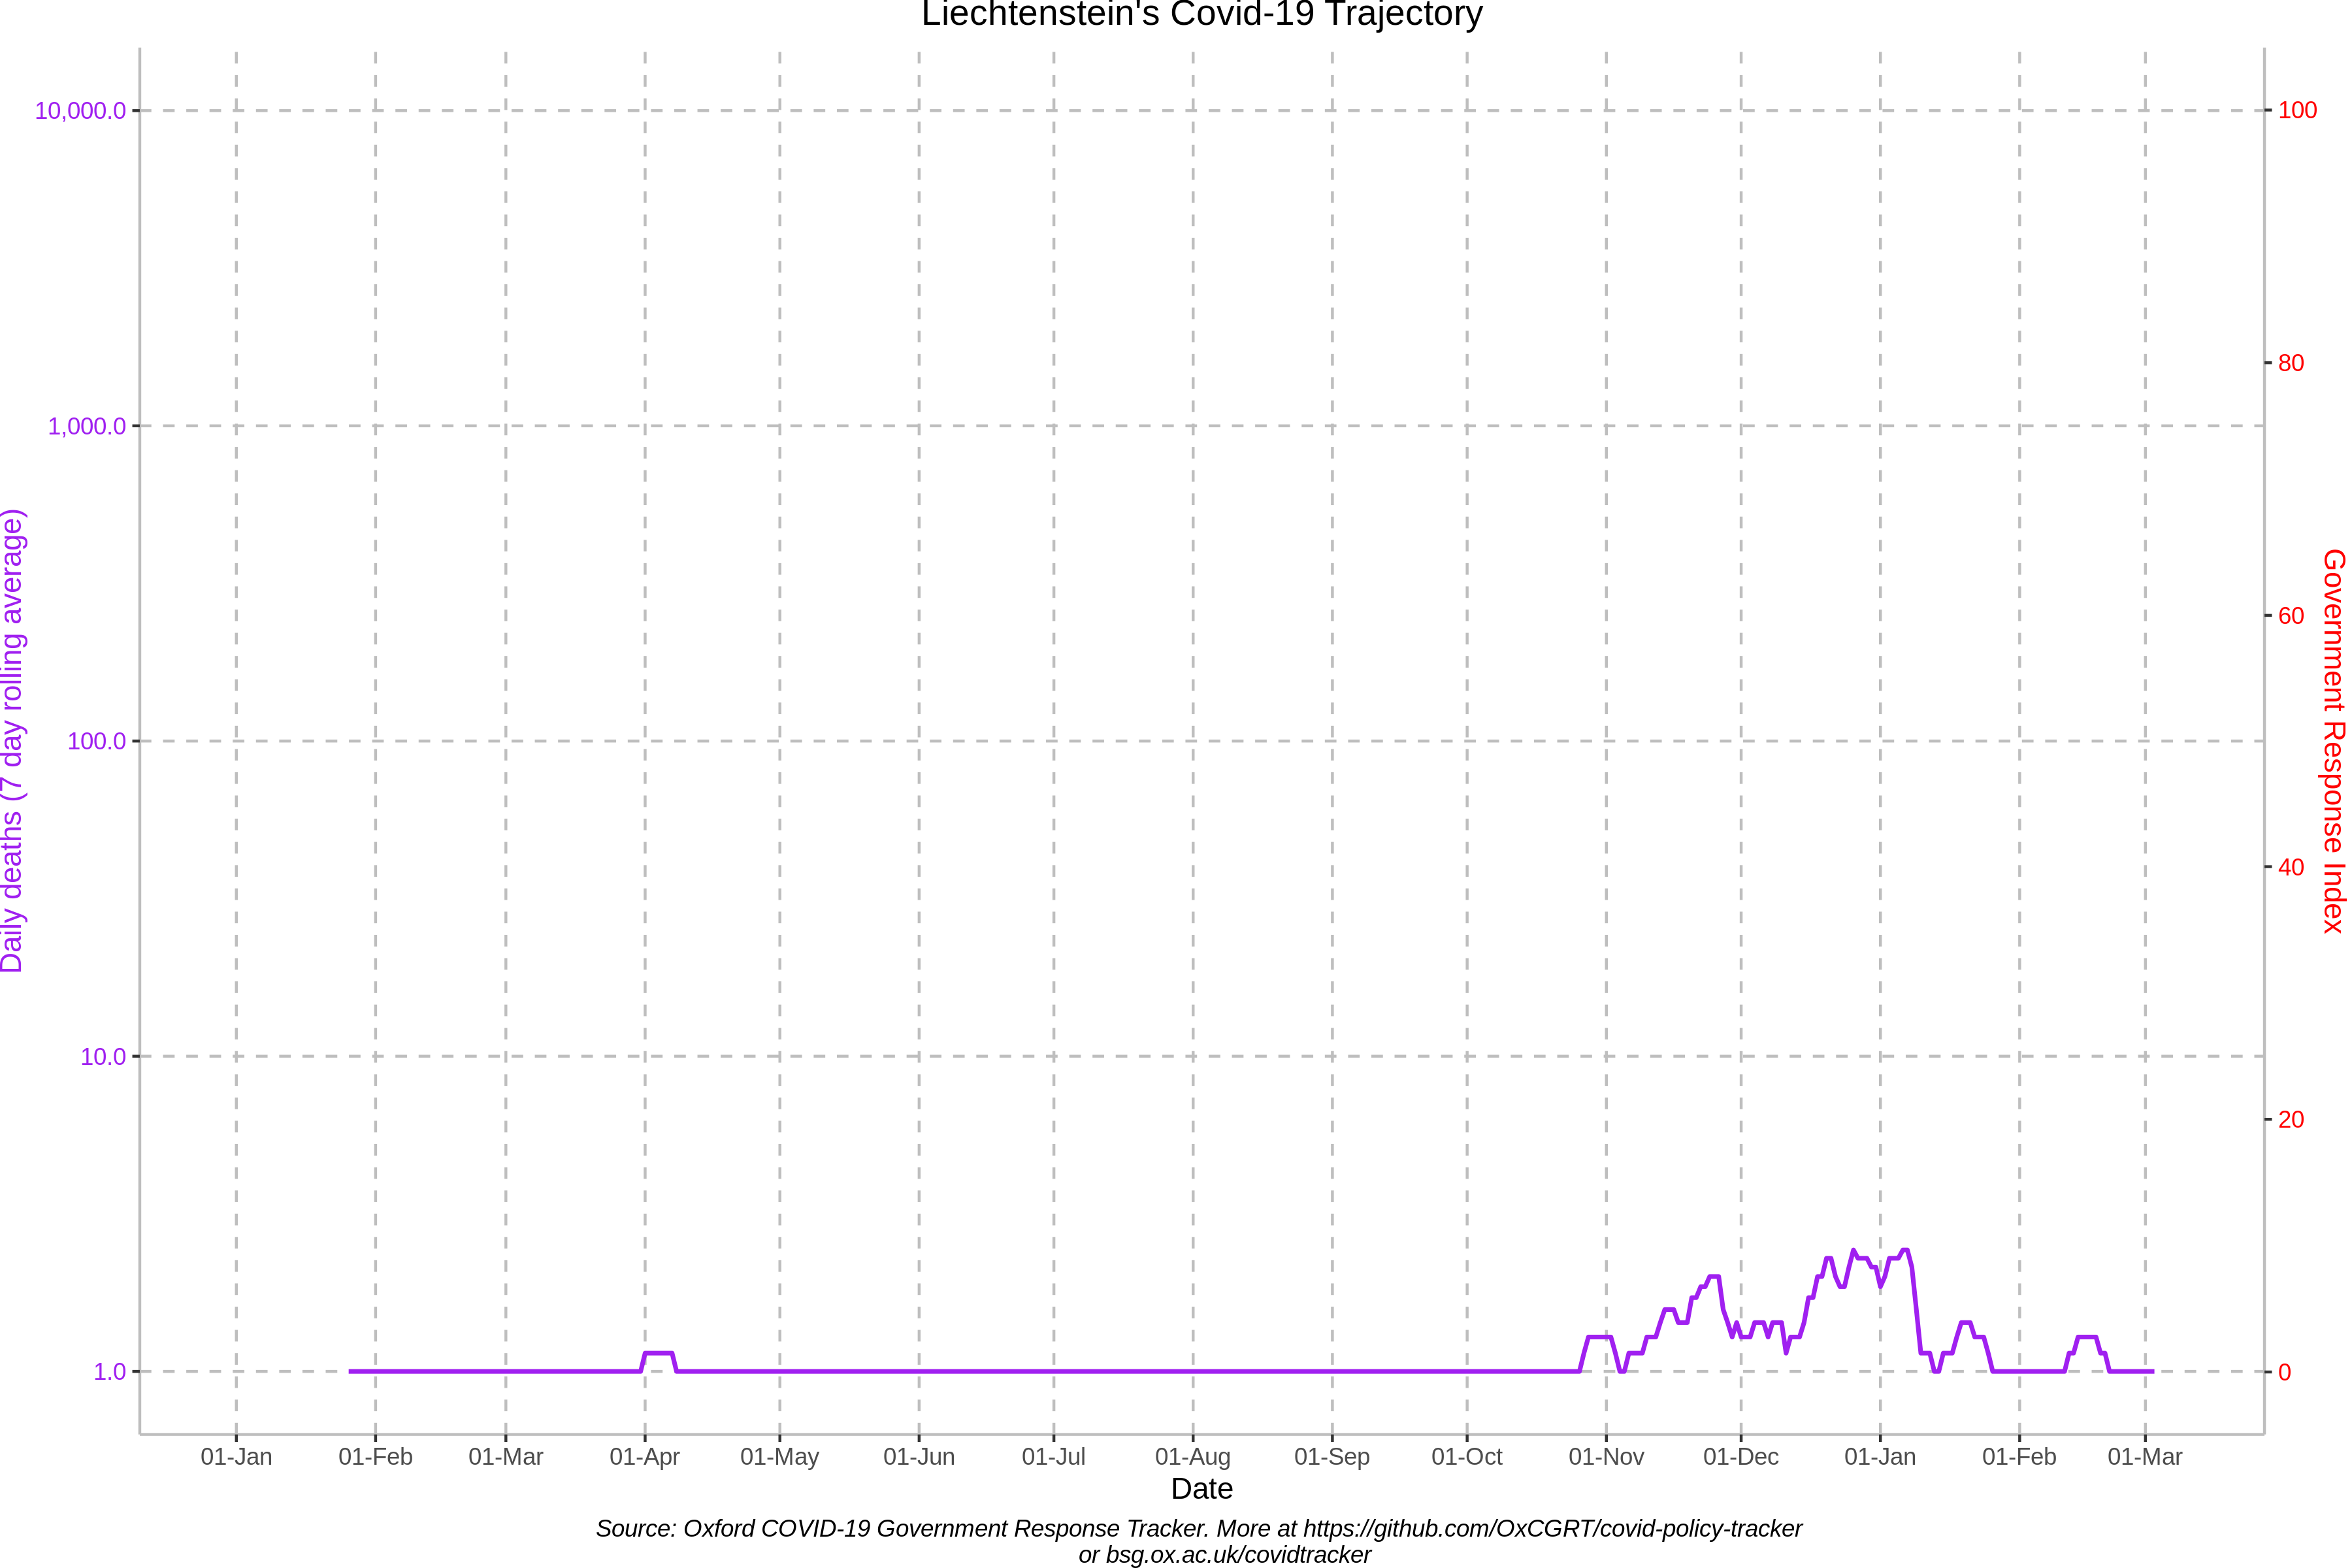 Liechtenstein's Covid-19 Trajectory
10,000.0
1,000.0
100.0
10.0
1.0
Daily deaths (7 day rolling average)
100
80
60
40
20
0
Government Response Index
01-Jan 01-Feb 01-Mar 01-Apr 01-May 01-Jun 01-Jul 01-Aug 01-Sep 01-Oct 01-Nov 01-Dec 01-Jan 01-Feb 01-Mar
Date
Source: Oxford COVID-19 Government Response Tracker. More at https://github.com/OxCGRT/covid-policy-tracker
or bsg.ox.ac.uk/covidtracker